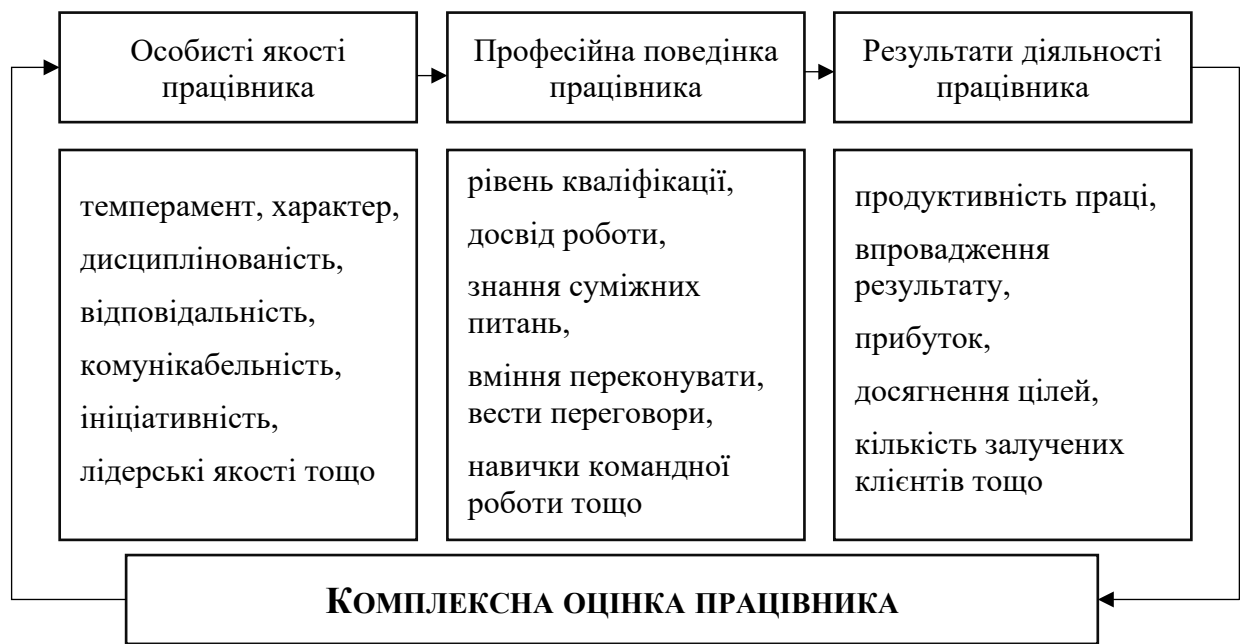 Особисті якості
працівника
Професійна поведінка
працівника
Результати діяльності
працівника
темперамент, характер,
дисциплінованість,
відповідальність,
комунікабельність,
ініціативність,
лідерські якості тощо
рівень кваліфікації,
досвід роботи,
знання суміжних
питань,
вміння переконувати,
вести переговори,
навички командної
роботи тощо
продуктивність праці,
впровадження
результату,
прибуток,
досягнення цілей,
кількість залучених
клієнтів тощо
КОМПЛЕКСНА ОЦІНКА ПРАЦІВНИКА